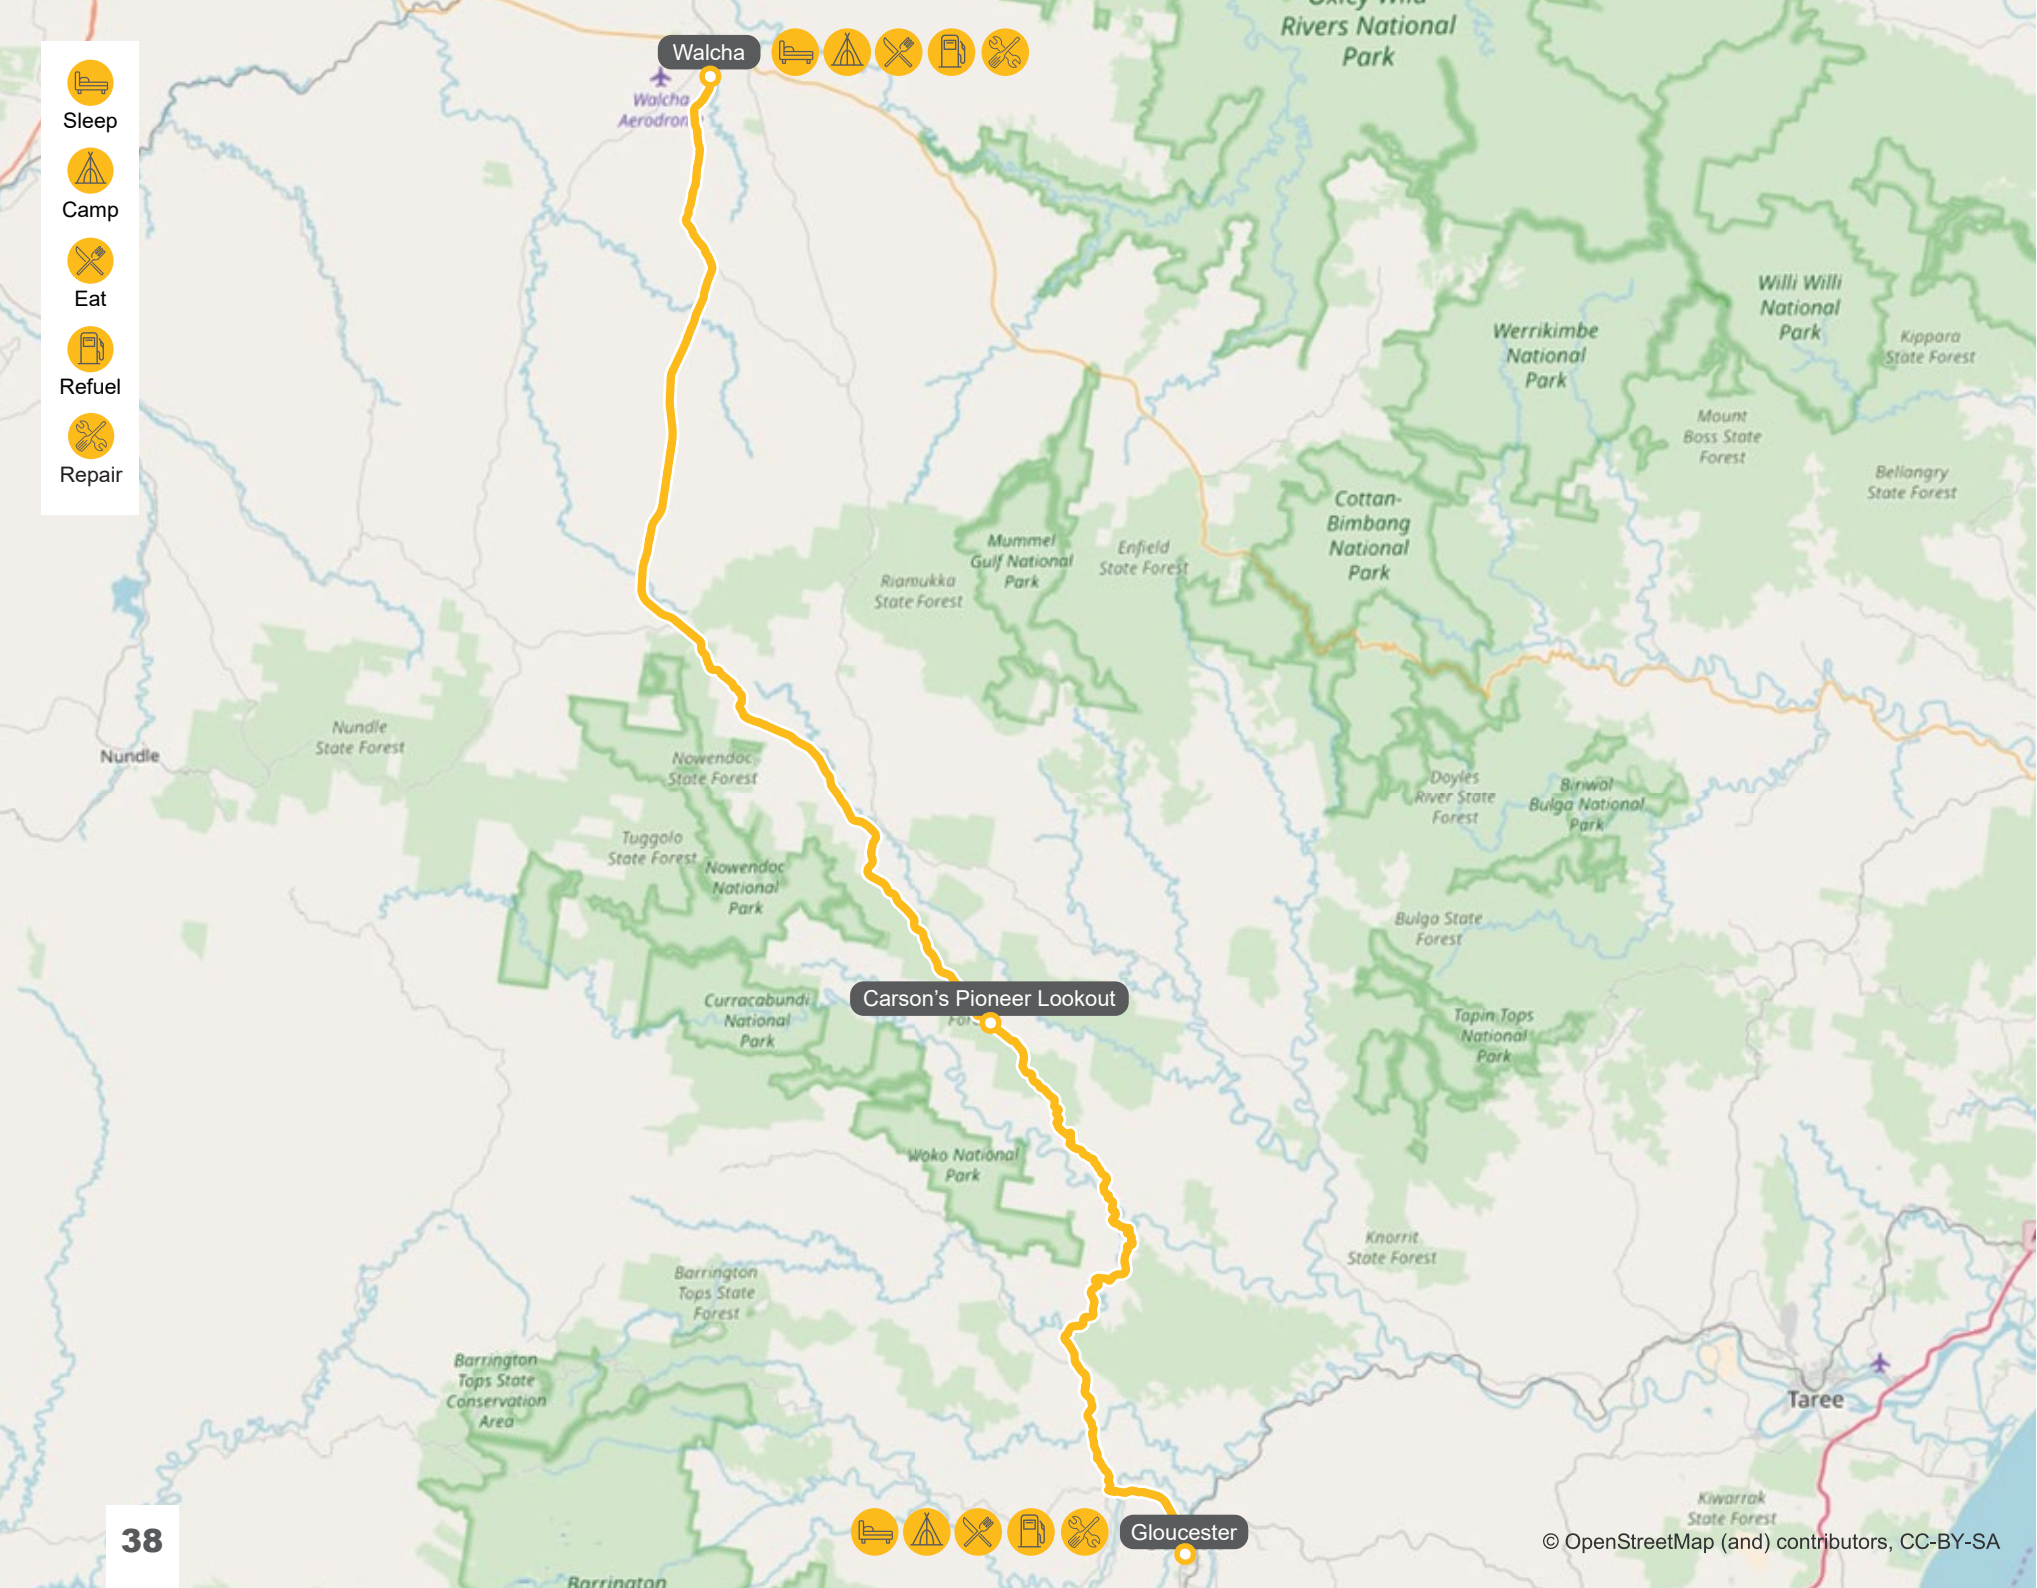 Oxley Wild
Rivers National
Park
Walcha
Walcha
Aerodrome
Sleep
Camp
Eat
Refuel
Repair
Willi Willi
National
Park
Werrikimbe
National
Park
Kippara
State Forest
Mount
Boss State
Forest
Bellangry
State Forest
Cottan-
Bimbang
National
Park
Mummel
Gulf National
Park
Enfield
State Forest
Riamukka
State Forest
Nundle
State Forest
Nundle
Nowendoc
State Forest
Doyles
River State
Forest
Biriwal
Bulga National
Park
Tuggolo
State Forest
Nowendoc
National
Park
Bulga State
Forest
Carson's Pioneer Lookout
Curracabundi
National
Park
Tapin Tops
National
Park
Woko National
Park
Knorrit
State Forest
Barrington
Tops State
Forest
Barrington
Tops State
Conservation
Area
Taree
Kiwarrak
State Forest
Gloucester
38
© OpenStreetMap (and) contributors, CC-BY-SA
Barrington